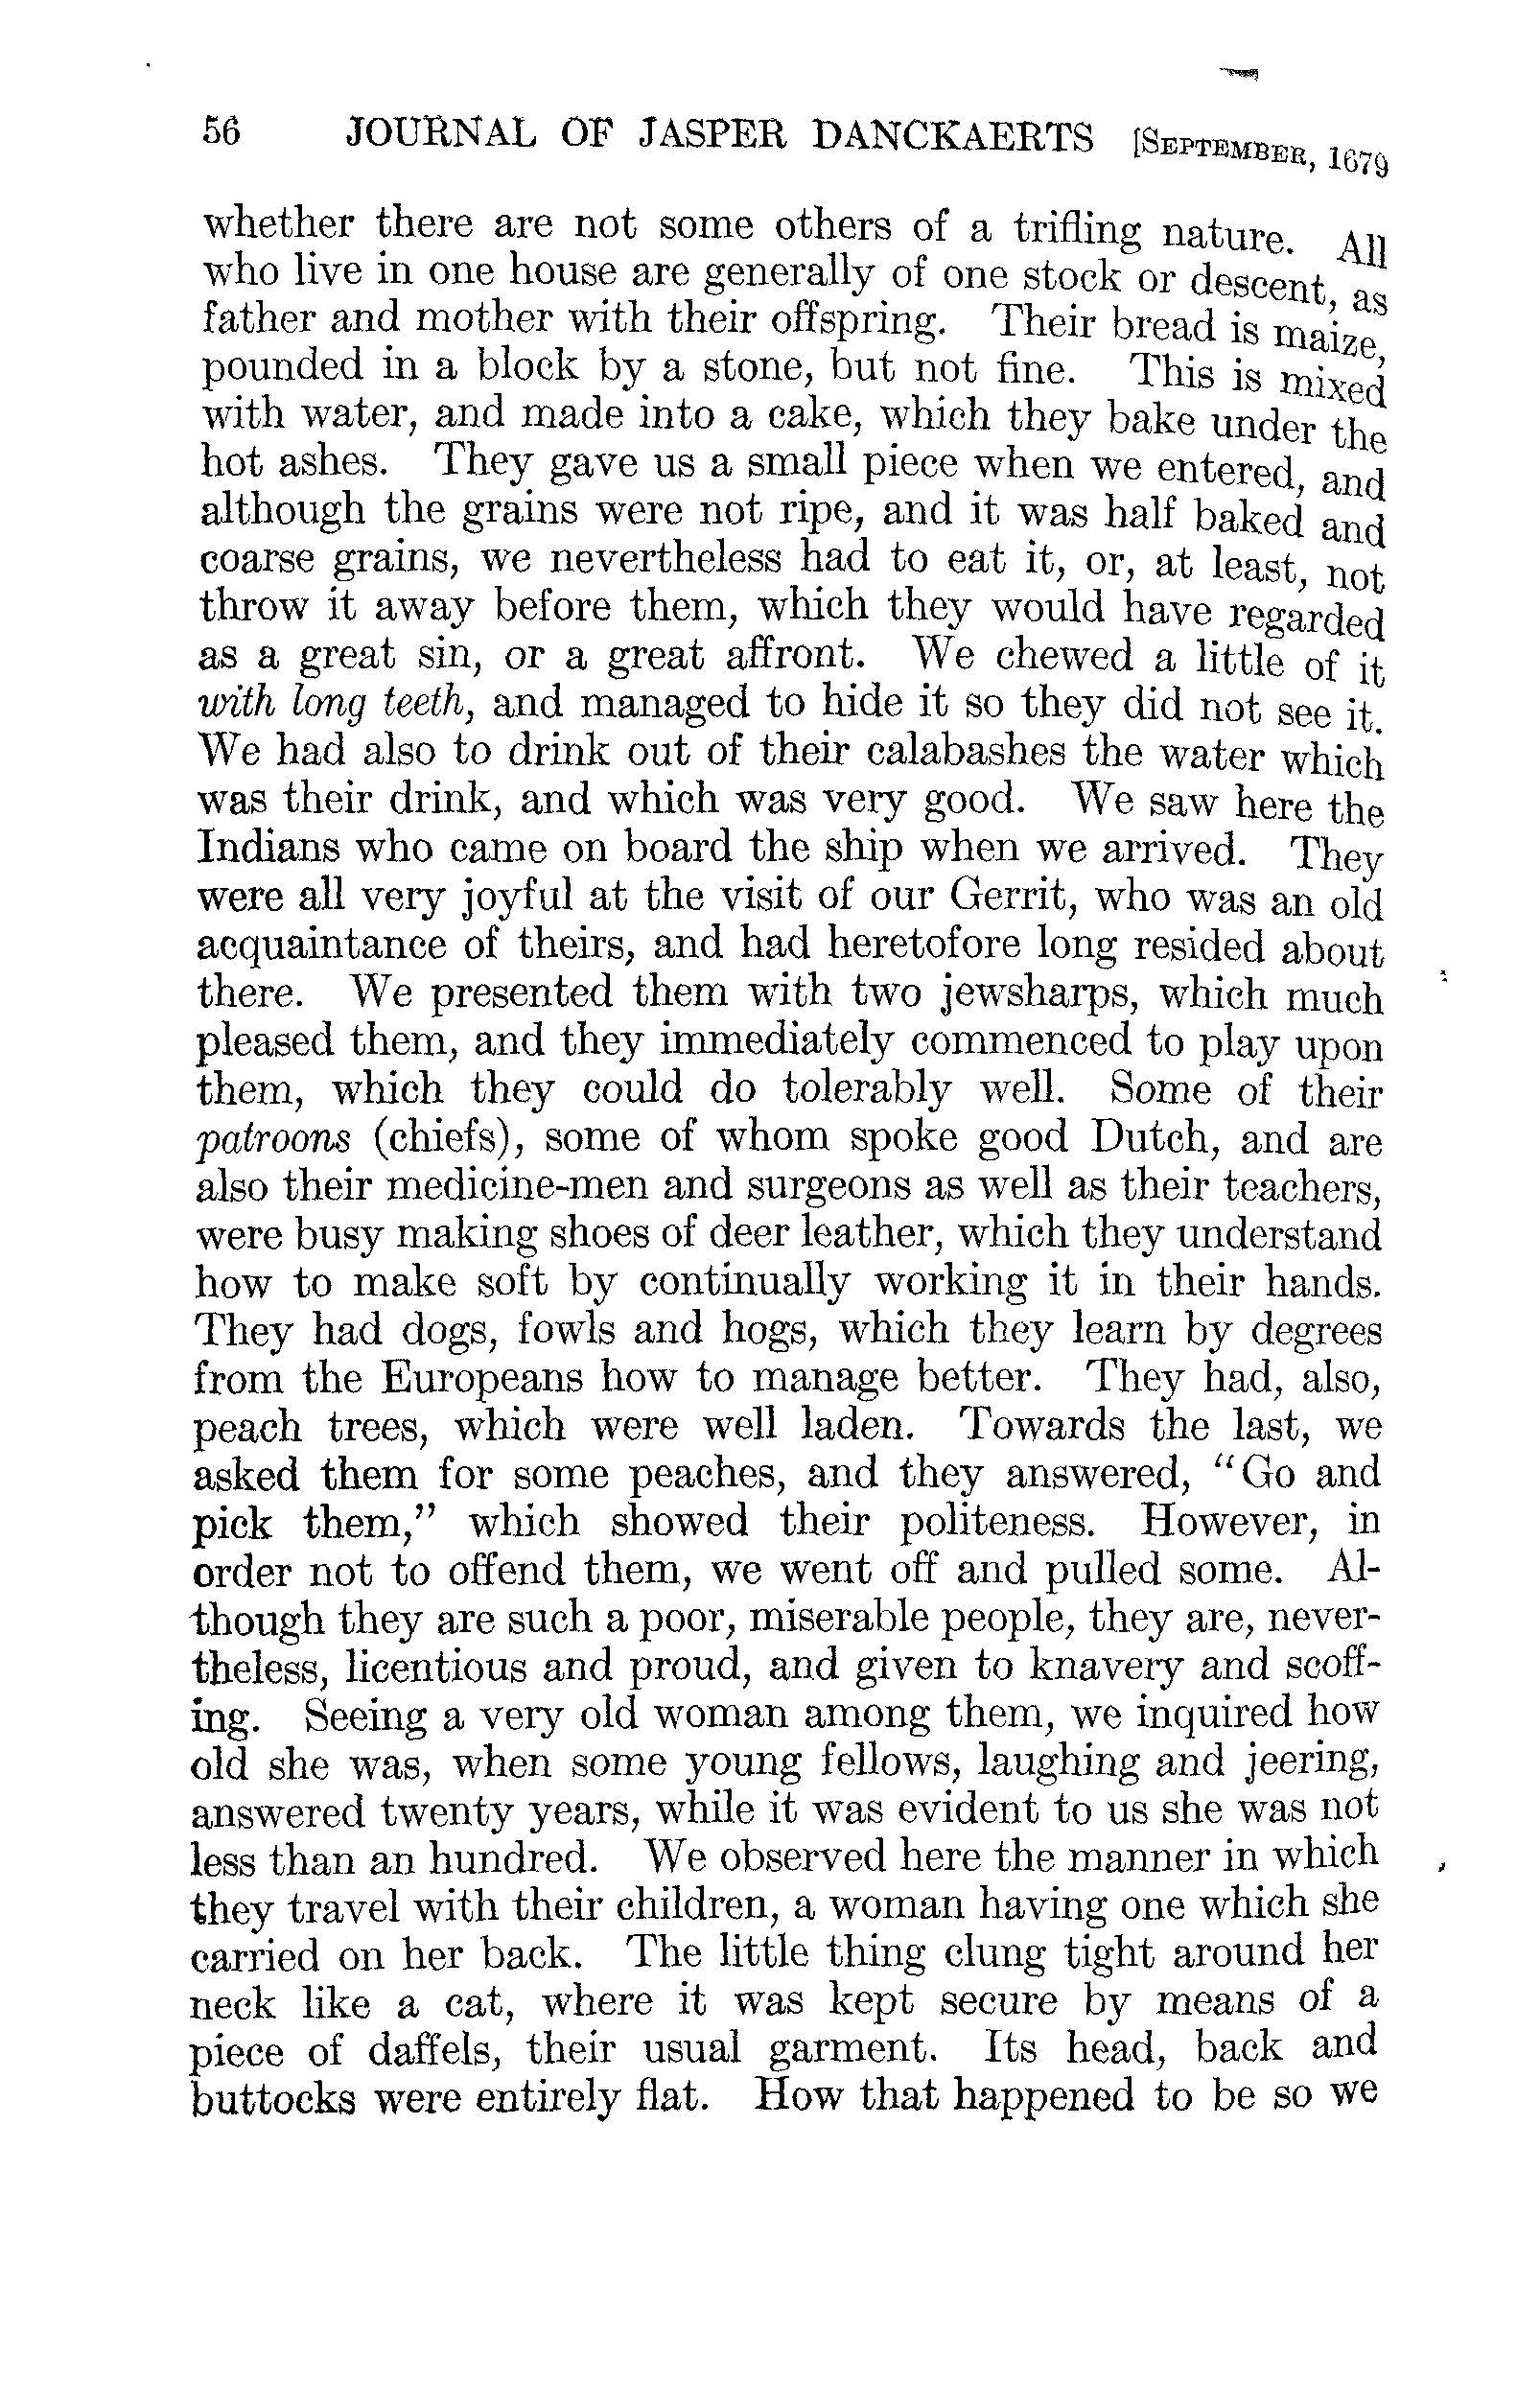 56 JOURNAL OF JASPER DANCKAERTS [SEPTEMBER, 1679
whether there are not some others of a trifling nature. All
who live in one house are generally of one stock or descent, as
father and mother with their offspring. Their bread is maize,
pounded in a block by a stone, but not fine. This is mixed
with water, and made into a cake, which they bake under the
hot ashes. They gave us a small piece when we entered, and
although the grains were not ripe, and it was half baked and
coarse grains, we nevertheless had to eat it, or, at least, not
throw it away before them, which they would have regarded
as a great sin, or a great affront. We chewed a little of it
with long teeth, and managed to hide it so they did not see it.
We had also to drink out of their calabashes the water which
was their drink, and which was very good. We saw here the
Indians who came on board the ship when we arrived. They
were all very joyful at the visit of our Gerrit, who was an old
acquaintance of theirs, and had heretofore long resided about
there. We presented them with two jewsharps, which much
pleased them, and they immediately commenced to play upon
them, which they could do tolerably well. Some of their
patroons (chiefs), some of whom spoke good Dutch, and are
also their medicine-men and surgeons as well as their teachers,
were busy making shoes of deer leather, which they understand
how to make soft by continually working it in their hands.
They had dogs, fowls and hogs, which they learn by degrees
from the Europeans how to manage better. They had, also,
peach trees, which were well laden. Towards the last, we
asked them for some peaches, and they answered, "Go and
pick them," which showed their politeness. However, in
order not to offend them, we went off and pulled some. Al-
though they are such a poor, miserable people, they are, never-
theless, licentious and proud, and given to knavery and scoff-
ing. Seeing a very old woman among them, we inquired how
old she was, when some young fellows, laughing and jeering,
answered twenty years, while it was evident to us she was not
less than an hundred. We observed here the manner in which
they travel with their children, a woman having one which she
carried on her back. The little thing clung tight around her
neck like a cat, where it was kept secure by means of a
piece of daffels, their usual garment. Its head, back and
buttocks were entirely flat. How that happened to be so we